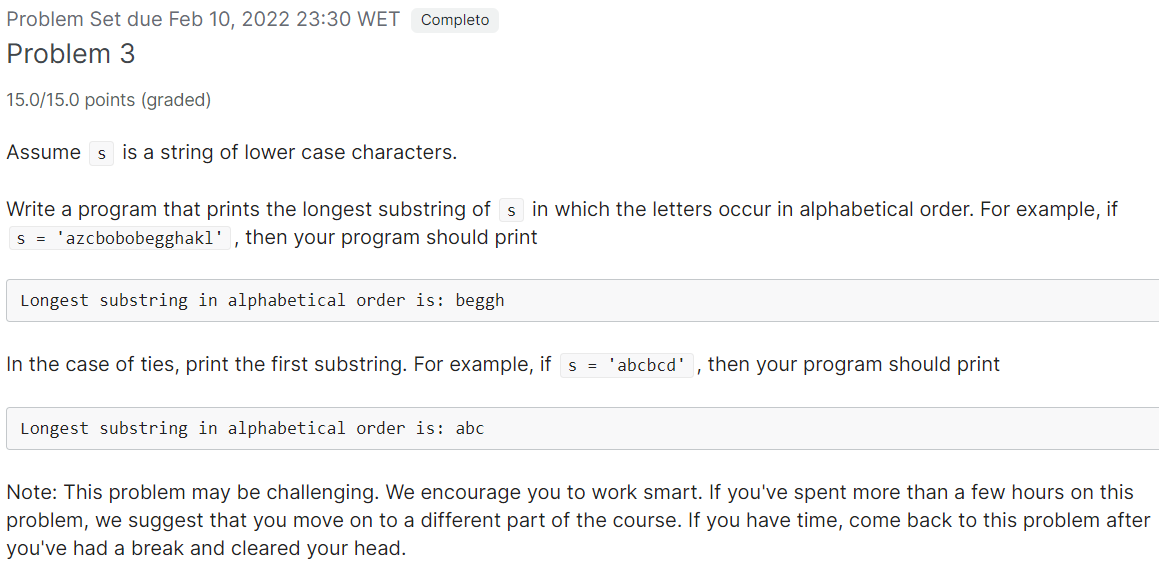 Problem Set due Feb 10, 2022 23:30 WET Completo
Problem 3
15.0/15.0 points (graded)
Assume s is a string of lower case characters.
Write a program that prints the longest substring of s in which the letters occur in alphabetical order. For example, if
s = 'azcbobobegghakl' , then your program should print
Longest substring in alphabetical order is: beggh
In the case of ties, print the first substring. For example, if s = 'abcbcd' , then your program should print
Longest substring in alphabetical order is: abc
Note: This problem may be challenging. We encourage you to work smart. If you've spent more than a few hours on this
problem, we suggest that you move on to a different part of the course. If you have time, come back to this problem after
you've had a break and cleared your head.